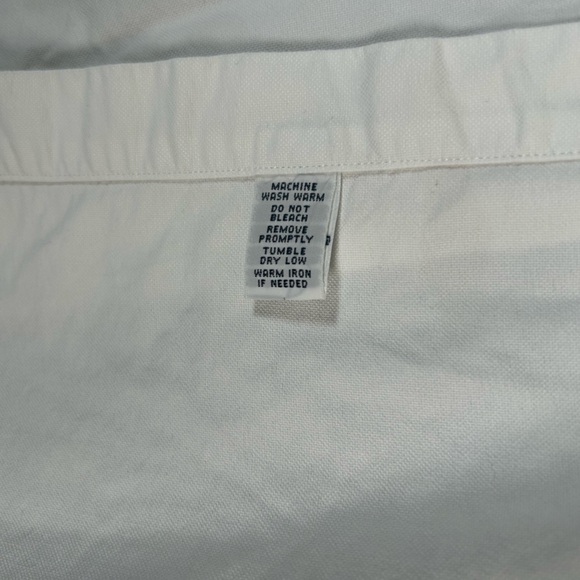 MACHINE
WASH WARM
DO NOT
BLEACH
REMOVE
PROMPTLY
TUMBLE
DRY LOW
WARM IRON
IF NEEDED